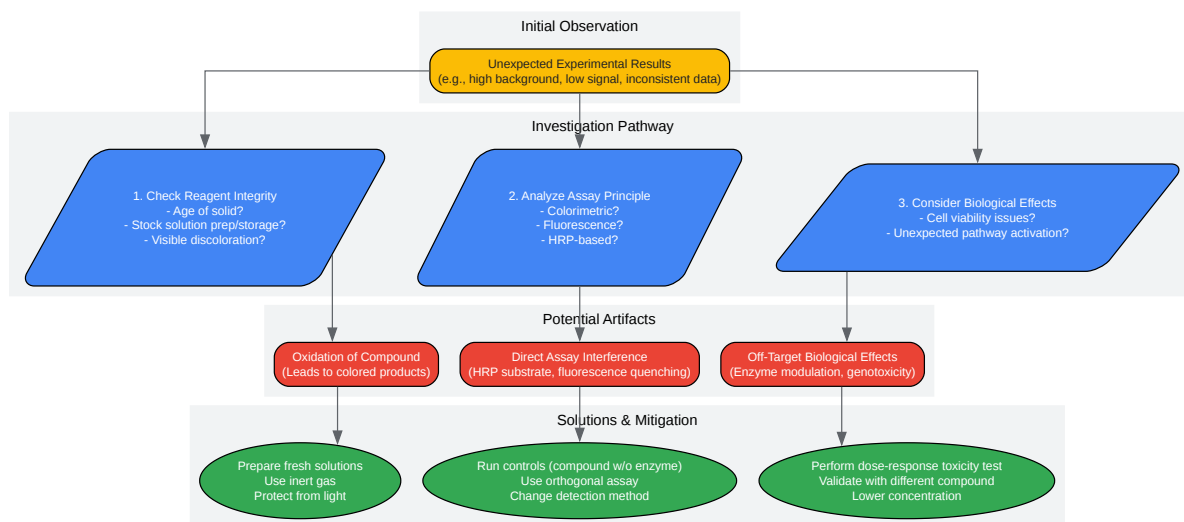 Initial Observation
Unexpected Experimental Results
(e.g., high background, low signal, inconsistent data)
Investigation Pathway
1. Check Reagent Integrity
- Age of solid?
- Stock solution prep/storage?
- Visible discoloration?
2. Analyze Assay Principle
- Colorimetric?
- Fluorescence?
- HRP-based?
3. Consider Biological Effects
- Cell viability issues?
- Unexpected pathway activation?
Potential Artifacts
Oxidation of Compound
(Leads to colored products)
Direct Assay Interference
(HRP substrate, fluorescence quenching)
Off-Target Biological Effects
(Enzyme modulation, genotoxicity)
Solutions & Mitigation
Prepare fresh solutions
Use inert gas
Protect from light
Run controls (compound w/o enzyme)
Use orthogonal assay
Change detection method
Perform dose-response toxicity test
Validate with different compound
Lower concentration